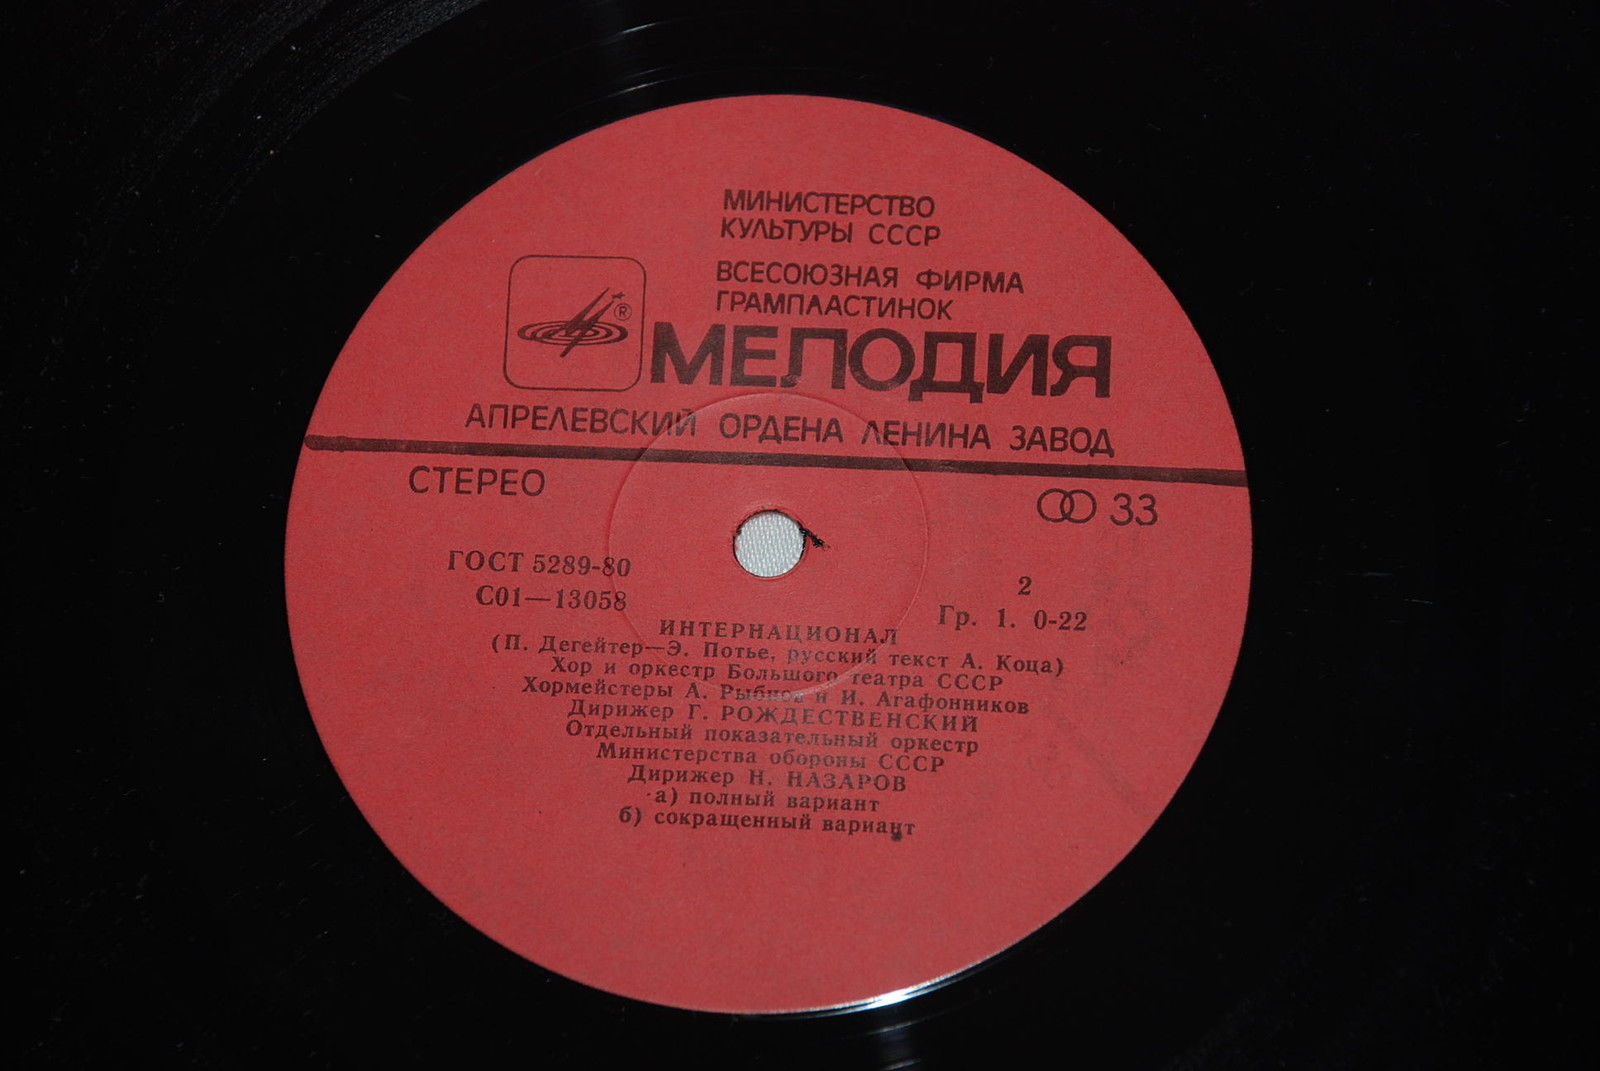 МИНИСТЕРСТВО
КУЛЬТУРЫ СССР
ВСЕСОЮЗНАЯ ФИРМА
ГРАМПЛАСТИНОК
®
МЕЛОДИЯ
АПРЕЛЕВСКИЙ ОРДЕНА ЛЕНИНА ЗАВОД
СТЕРЕО
33
ГОСТ 5289-80
С01—13058
2
Гр. 1. 0-22
ИНТЕРНАЦИОНАЛ
(П. Дегейтер—Э. Потье, русский текст А. Коца)
Хор и оркестр Большого театра СССР
Хормейстеры А. Рыбнов и И. Агафонников
Дирижер Г. РОЖДЕСТВЕНСКИЙ
Отдельный показательный оркестр
Министерства обороны СССР
Дирижер Н. НАЗАРОВ
а) полный вариант
б) сокращенный вариант